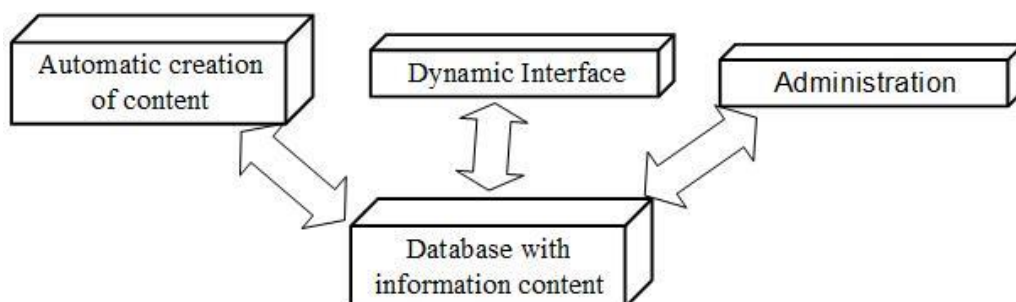 Automatic creation
of content
Dynamic Interface
Administration
Database with
information content